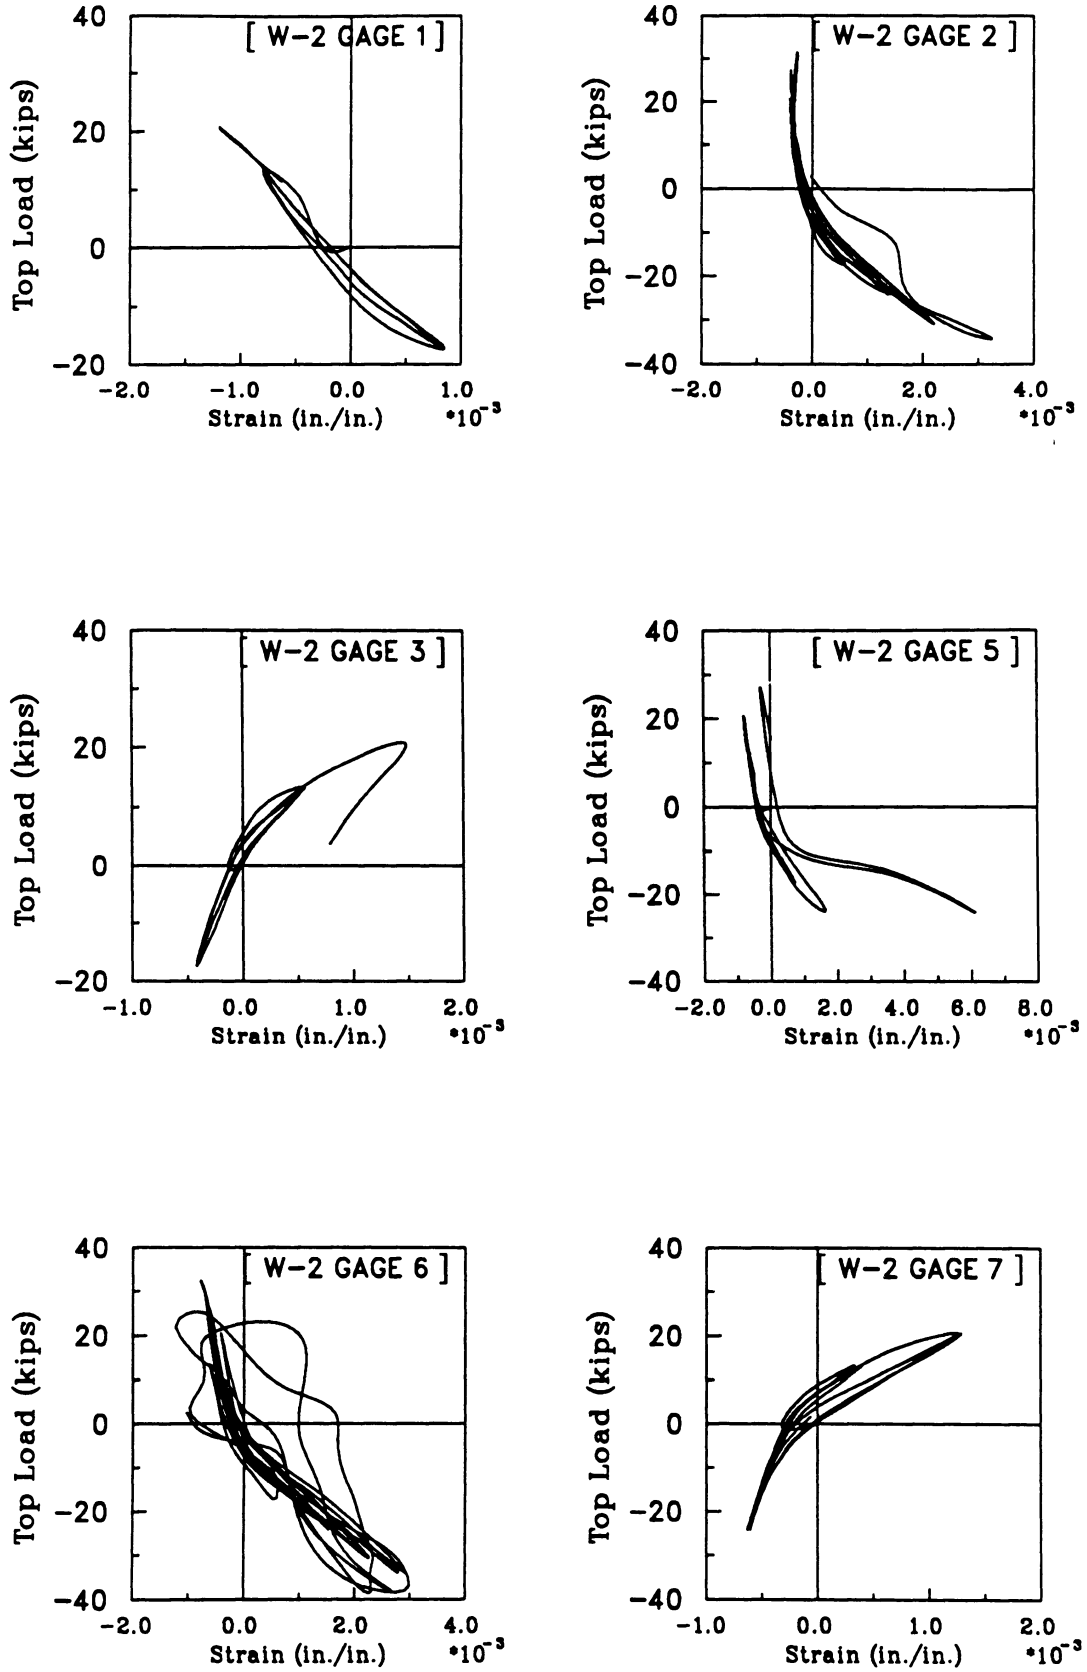 [ W-2 GAGE 1 ]
40
20
0
-20
Top Load (kips)
-2.0 -1.0 0.0 1.0
Strain (in./in.) *10-3
[ W-2 GAGE 2 ]
40
20
0
-20
-40
Top Load (kips)
-2.0 0.0 2.0 4.0
Strain (in./in.) *10-3
[ W-2 GAGE 3 ]
40
20
0
-20
Top Load (kips)
-1.0 0.0 1.0 2.0
Strain (in./in.) *10-3
[ W-2 GAGE 5 ]
40
20
0
-20
-40
Top Load (kips)
-2.0 0.0 2.0 4.0 6.0 8.0
Strain (in./in.) *10-3
[ W-2 GAGE 6 ]
40
20
0
-20
-40
Top Load (kips)
-2.0 0.0 2.0 4.0
Strain (in./in.) *10-3
[ W-2 GAGE 7 ]
40
20
0
-20
-40
Top Load (kips)
-1.0 0.0 1.0 2.0
Strain (in./in.) *10-3